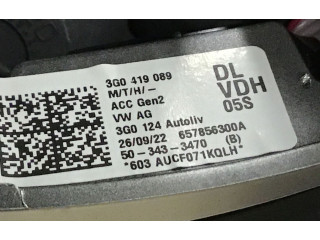 3G0 419 089
M/T/H/-
ACC Gen2
VW AG
3G0 124 Autoliv
26/09/22 657856300A
50-343-3470 (B)
*603 AUCF071KQLH*
DL
VDH
05S